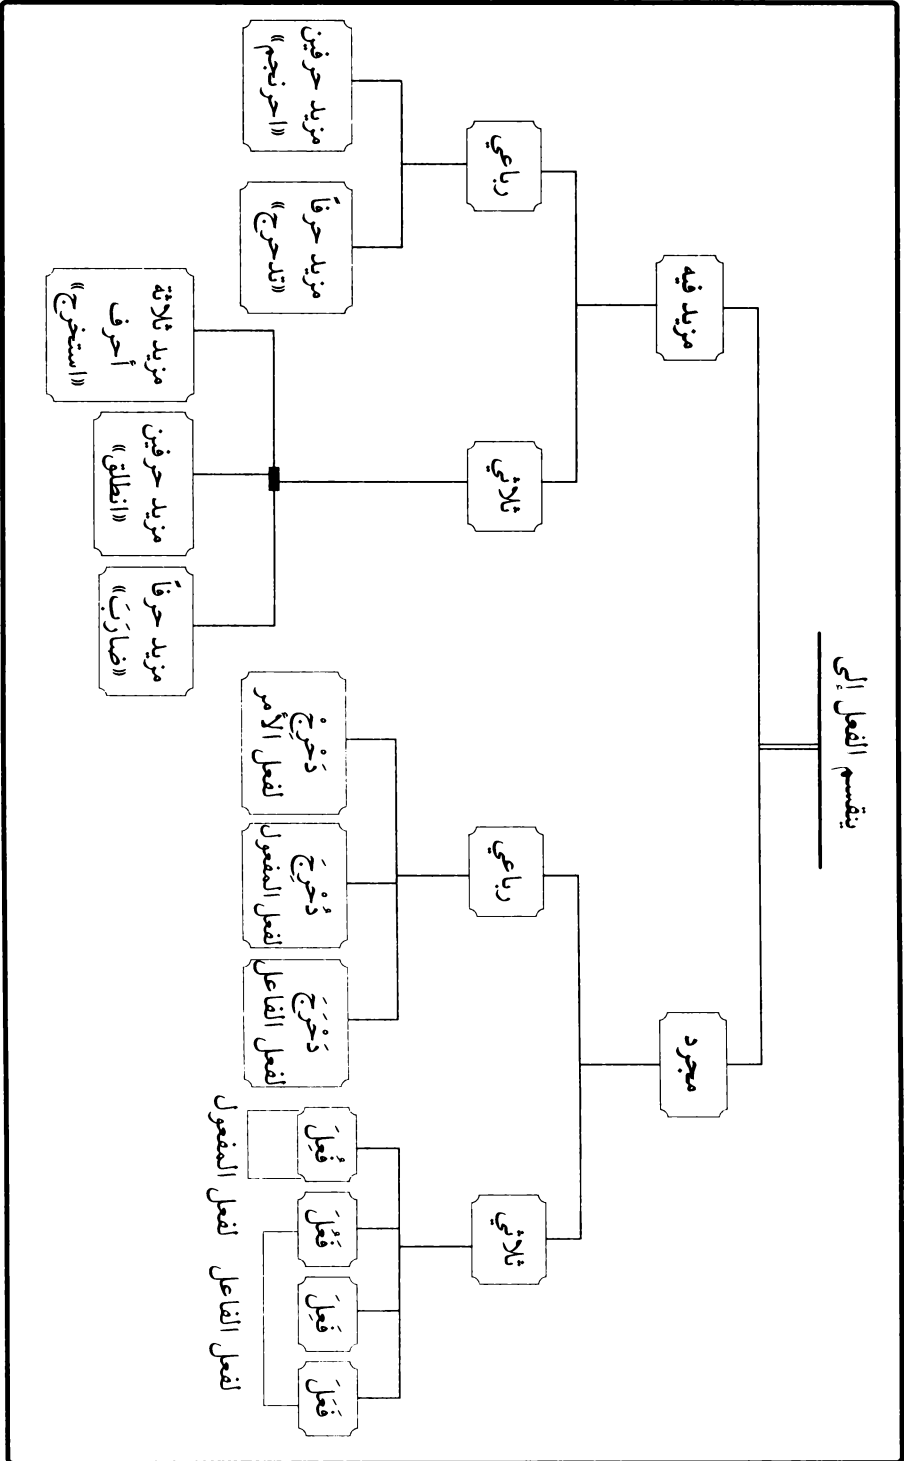 ينقسم الفعل إلى
مجرد
مزيد فيه
ثلاثي
رباعي
ثلاثي
رباعي
فَعَلَ
فَعِلَ
فَعُلَ
فُعِلَ
لفعل الفاعل
لفعل المفعول
دَحْرَجَ
لفعل الفاعل
دُحْرِجَ
لفعل المفعول
دَحْرِجْ
لفعل الأمر
مزيد حرفاً
«ضارَبَ»
مزيد حرفين
«انطلق»
مزيد ثلاثة
أحرف
«استخرج»
مزيد حرفاً
«تدحرج»
مزيد حرفين
«احرنجم»